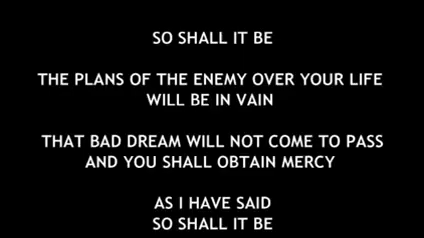 SO SHALL IT BE
THE PLANS OF THE ENEMY OVER YOUR LIFE
WILL BE IN VAIN
THAT BAD DREAM WILL NOT COME TO PASS
AND YOU SHALL OBTAIN MERCY
AS I HAVE SAID
SO SHALL IT BE